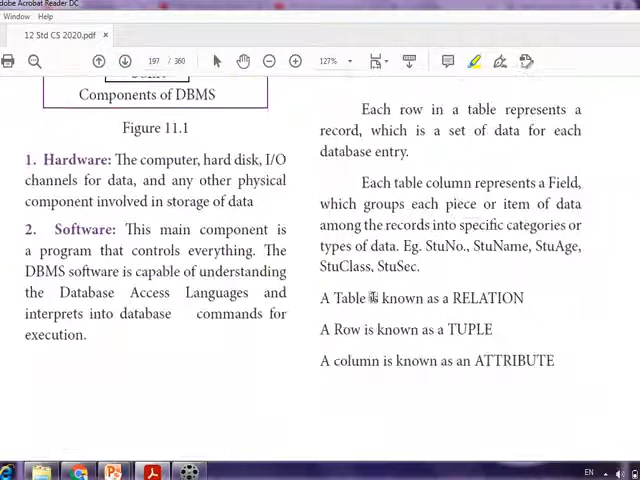 Adobe Acrobat Reader DC
Window Help
12 Std CS 2020.pdf ×
197 / 360 127%
Components of DBMS
Figure 11.1
1. Hardware: The computer, hard disk, I/O
channels for data, and any other physical
component involved in storage of data
2. Software: This main component is
a program that controls everything. The
DBMS software is capable of understanding
the Database Access Languages and
interprets into database commands for
execution.
Each row in a table represents a
record, which is a set of data for each
database entry.
Each table column represents a Field,
which groups each piece or item of data
among the records into specific categories or
types of data. Eg. StuNo., StuName, StuAge,
StuClass, StuSec.
A Table known as a RELATION
A Row is known as a TUPLE
A column is known as an ATTRIBUTE
EN